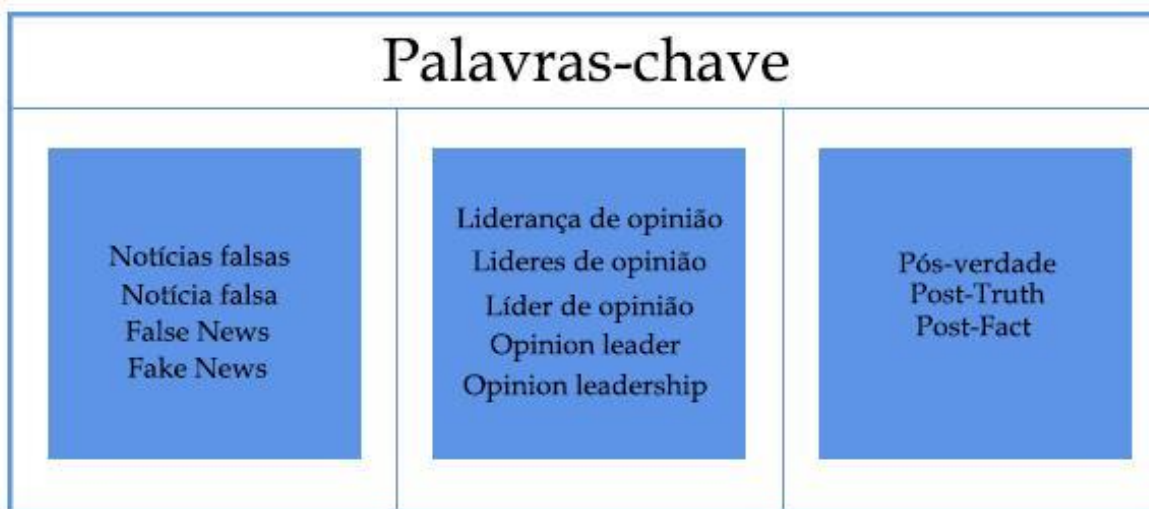 Palavras-chave
Notícias falsas
Notícia falsa
False News
Fake News
Liderança de opinião
Lideres de opinião
Líder de opinião
Opinion leader
Opinion leadership
Pós-verdade
Post-Truth
Post-Fact